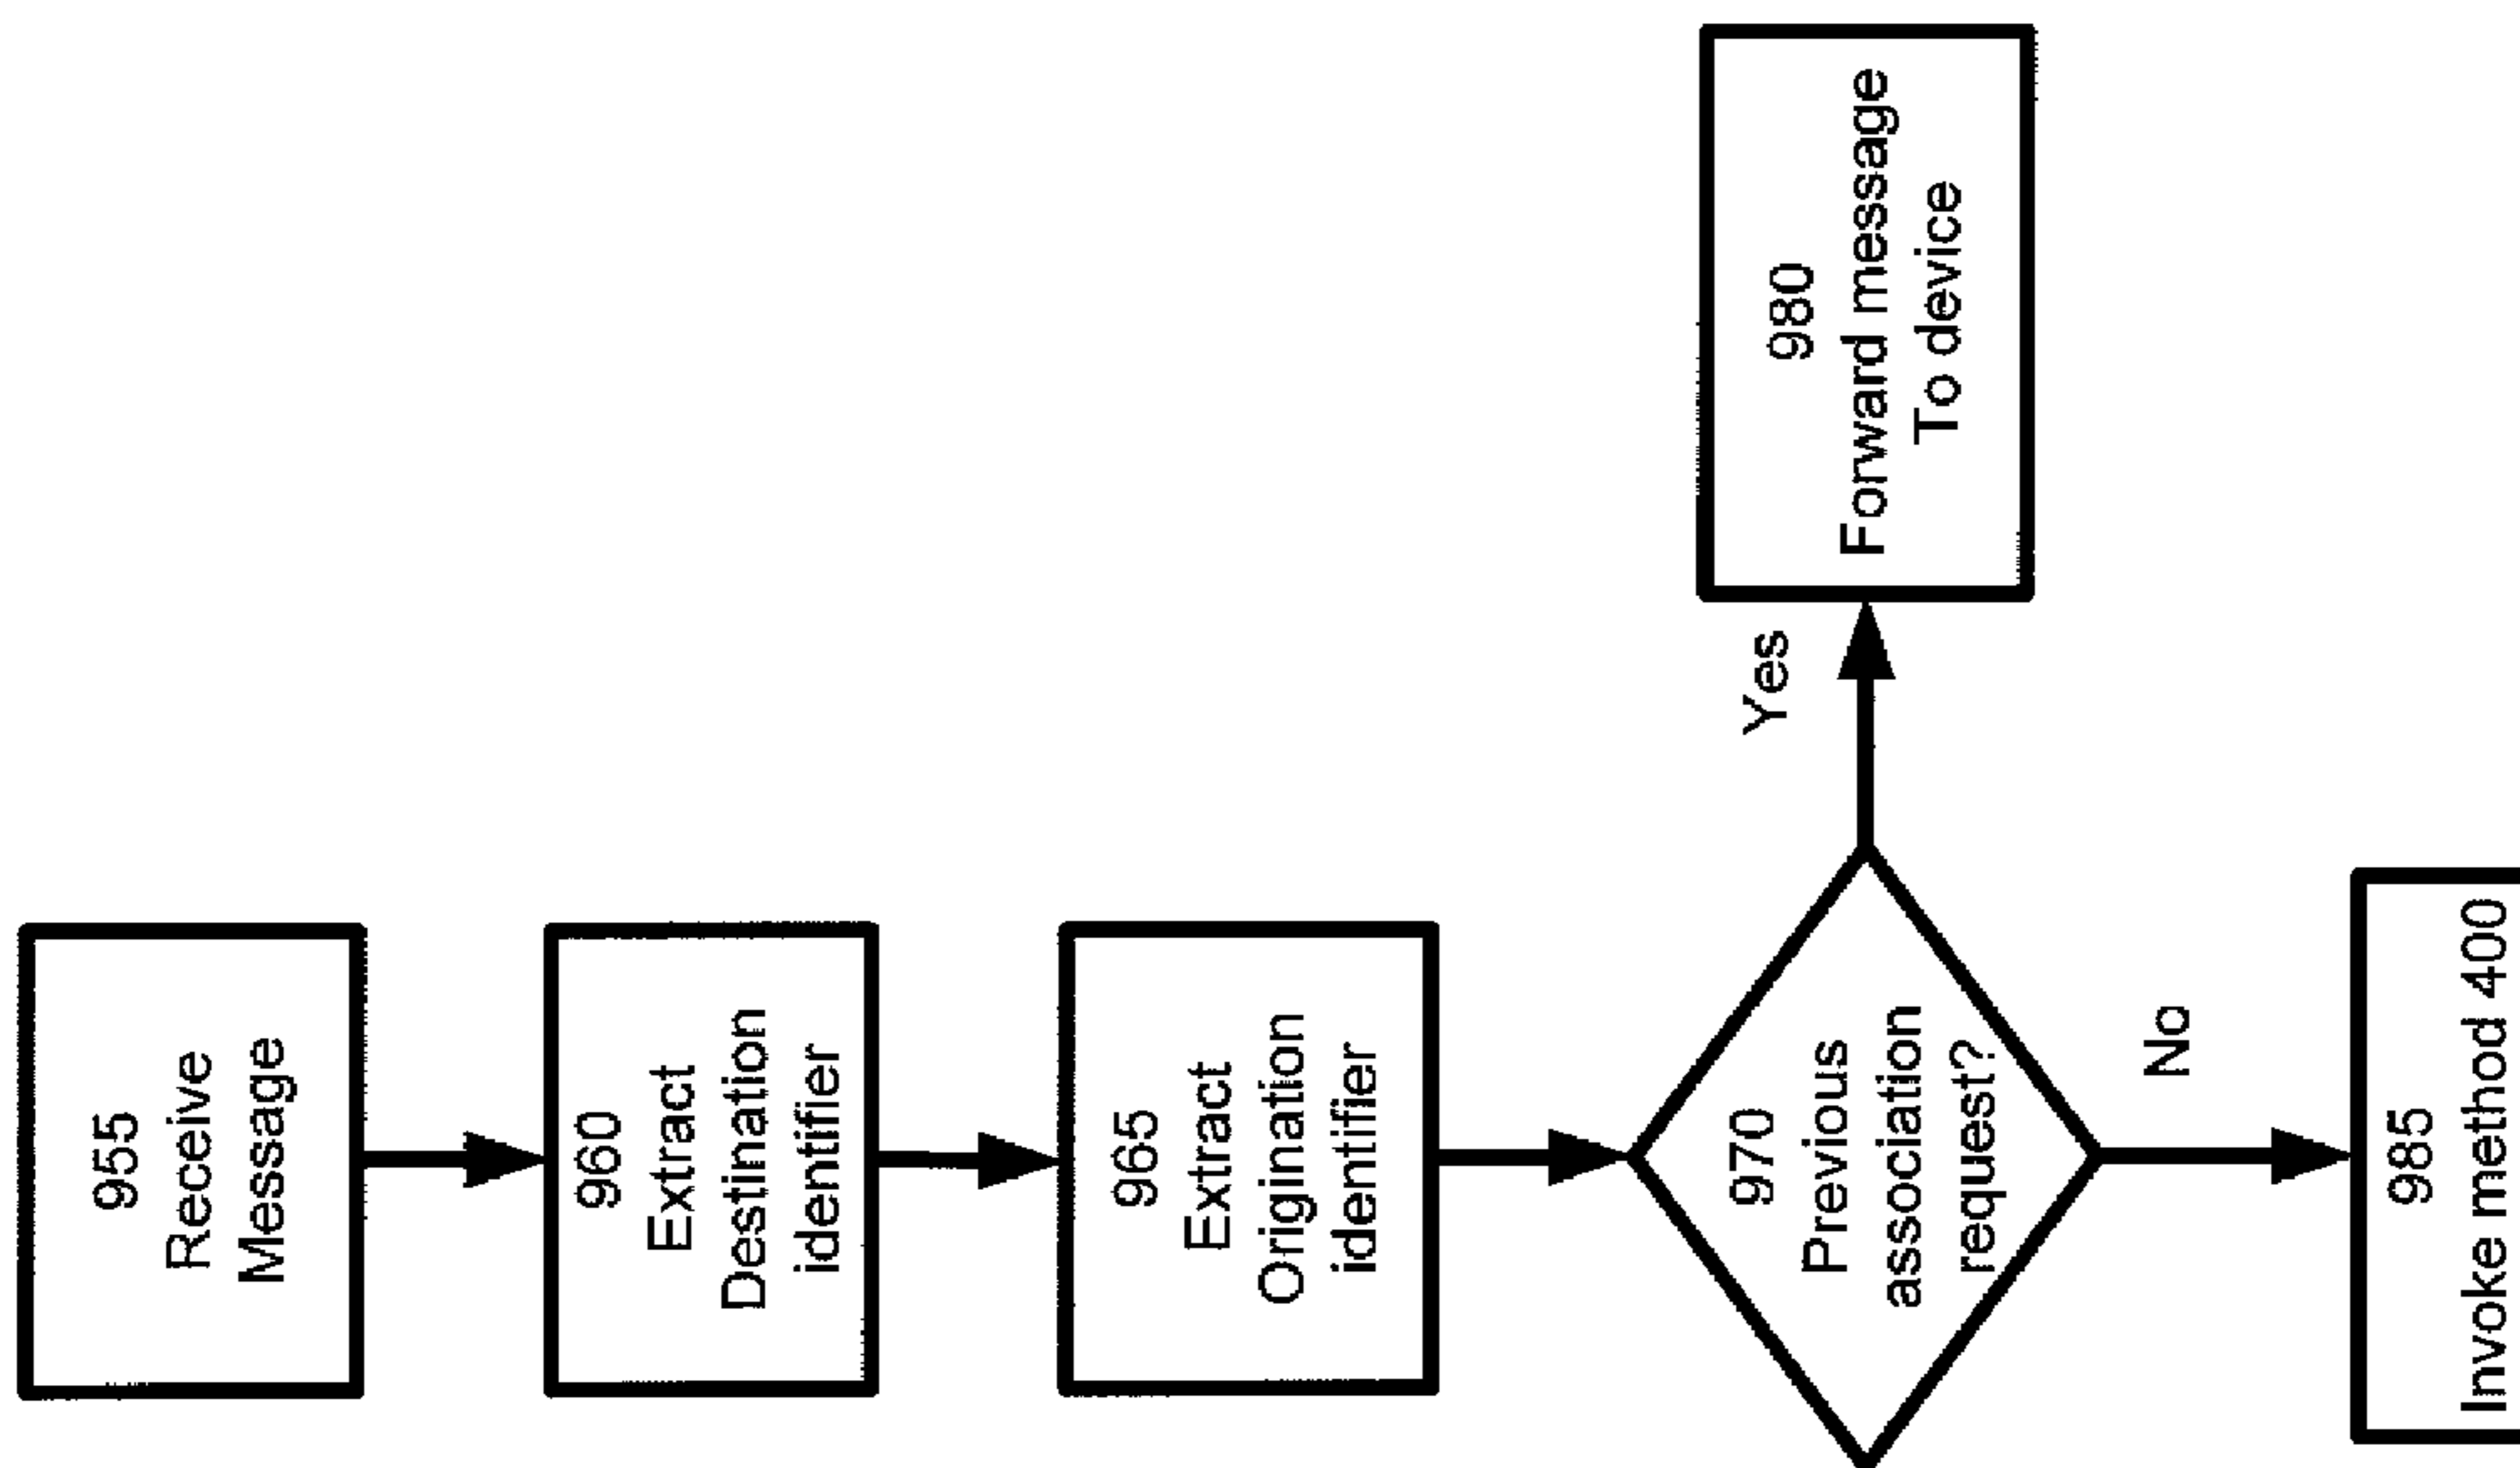 955
Receive
Message
960
Extract
Destination
identifier
965
Extract
Origination
identifier
970
Previous
association
request?
Yes
980
Forward message
To device
No
985
Invoke method 400